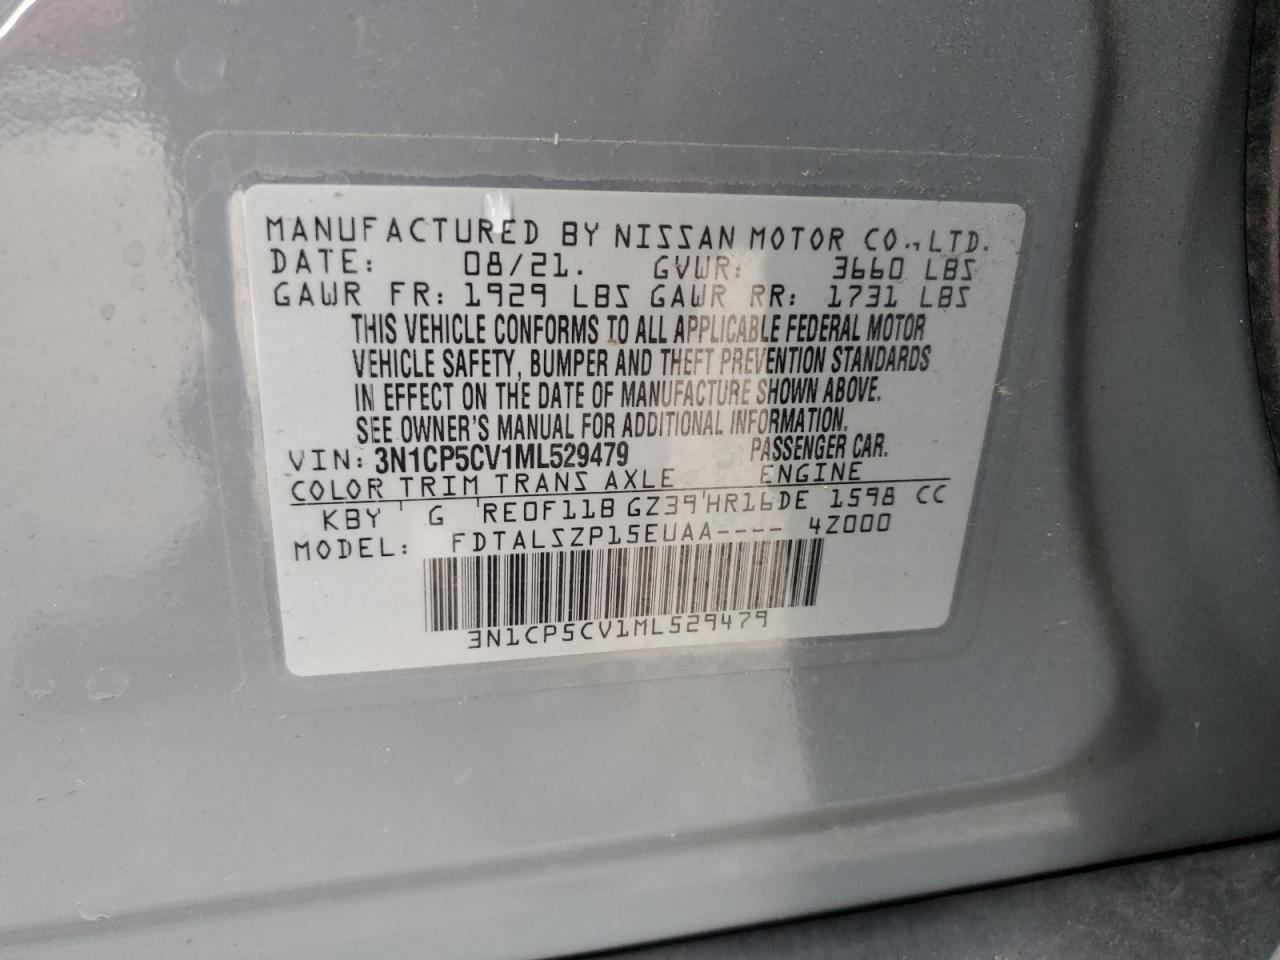 MANUFACTURED BY NISSAN MOTOR CO., LTD.
DATE: 08/21. GVWR: 3660 LBS
GAWR FR: 1929 LBS GAWR RR: 1731 LBS
THIS VEHICLE CONFORMS TO ALL APPLICABLE FEDERAL MOTOR
VEHICLE SAFETY, BUMPER AND THEFT PREVENTION STANDARDS
IN EFFECT ON THE DATE OF MANUFACTURE SHOWN ABOVE.
SEE OWNER'S MANUAL FOR ADDITIONAL INFORMATION.
VIN: 3N1CP5CV1ML529479 PASSENGER CAR.
COLOR TRIM TRANS AXLE ENGINE
KBY ' G 'RE0F11B GZ39'HR16DE 1598 CC
MODEL: FDTALSZP15EUAA---- 4Z000
3N1CP5CV1ML529479